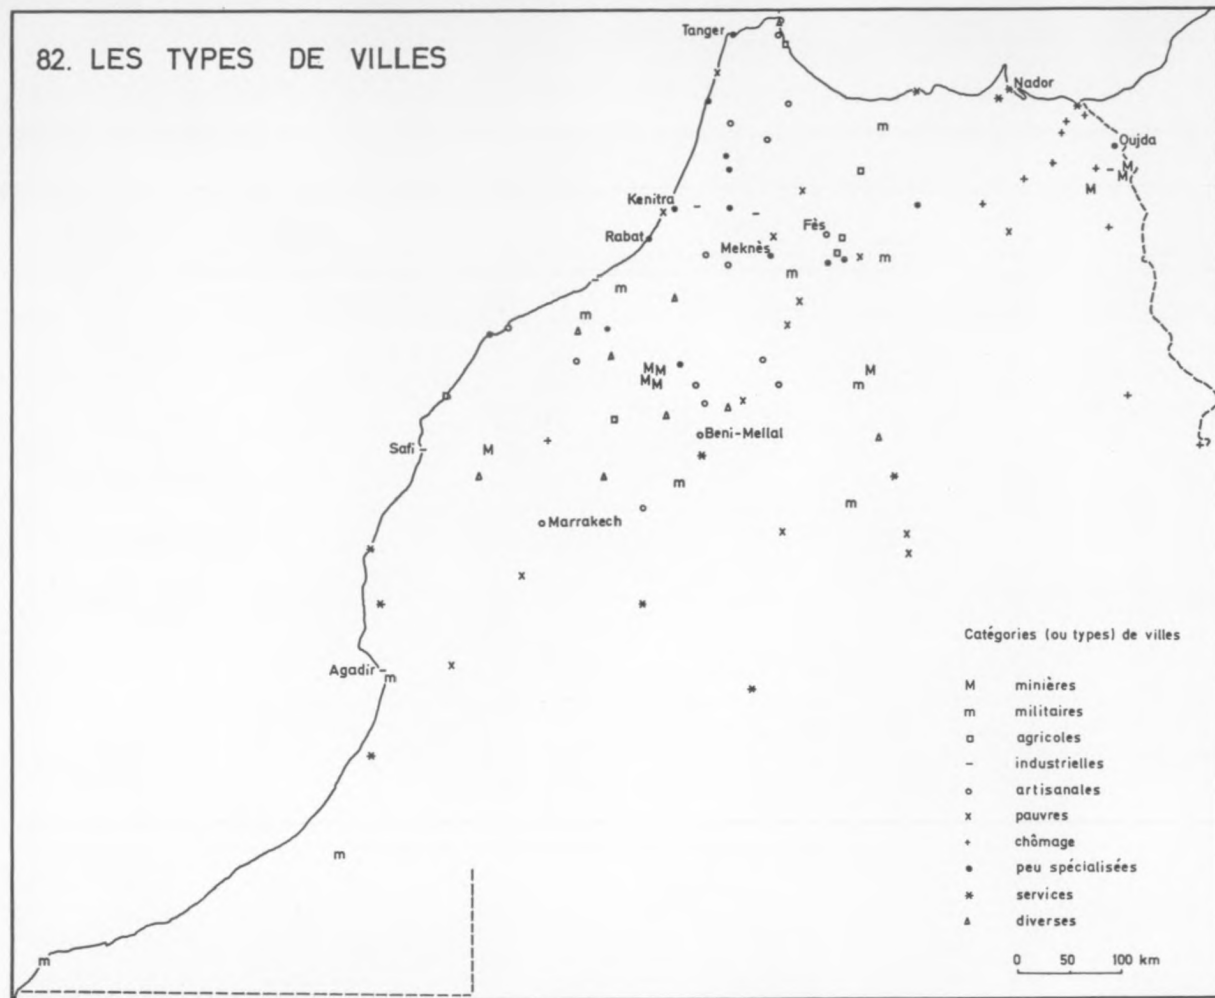 82. LES TYPES DE VILLES
Tanger
Nador
Oujda
Kenitra
Rabat
Fès
Meknès
Beni-Mellal
Safi
Marrakech
Agadir
Catégories (ou types) de villes
M minières
m militaires
agricoles
- industrielles
o artisanales
x pauvres
+ chômage
• peu spécialisées
* services
diverses
0 50 100 km